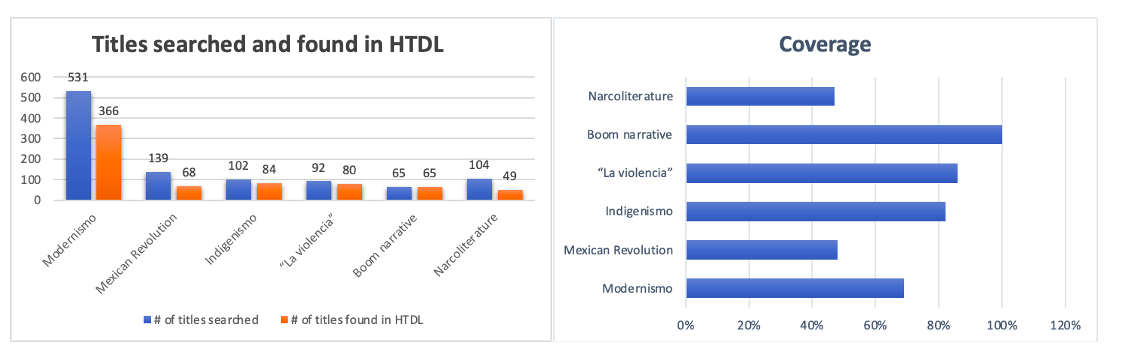 Titles searched and found in HTDL
600
500
400
300
200
100
0
531
366
139
68
102
84
92
80
65
65
104
49
Modernismo
Mexican Revolution
Indigenismo
“La violencia”
Boom narrative
Narcoliterature
# of titles searched
# of titles found in HTDL
Coverage
Narcoliterature
Boom narrative
“La violencia”
Indigenismo
Mexican Revolution
Modernismo
0% 20% 40% 60% 80% 100% 120%